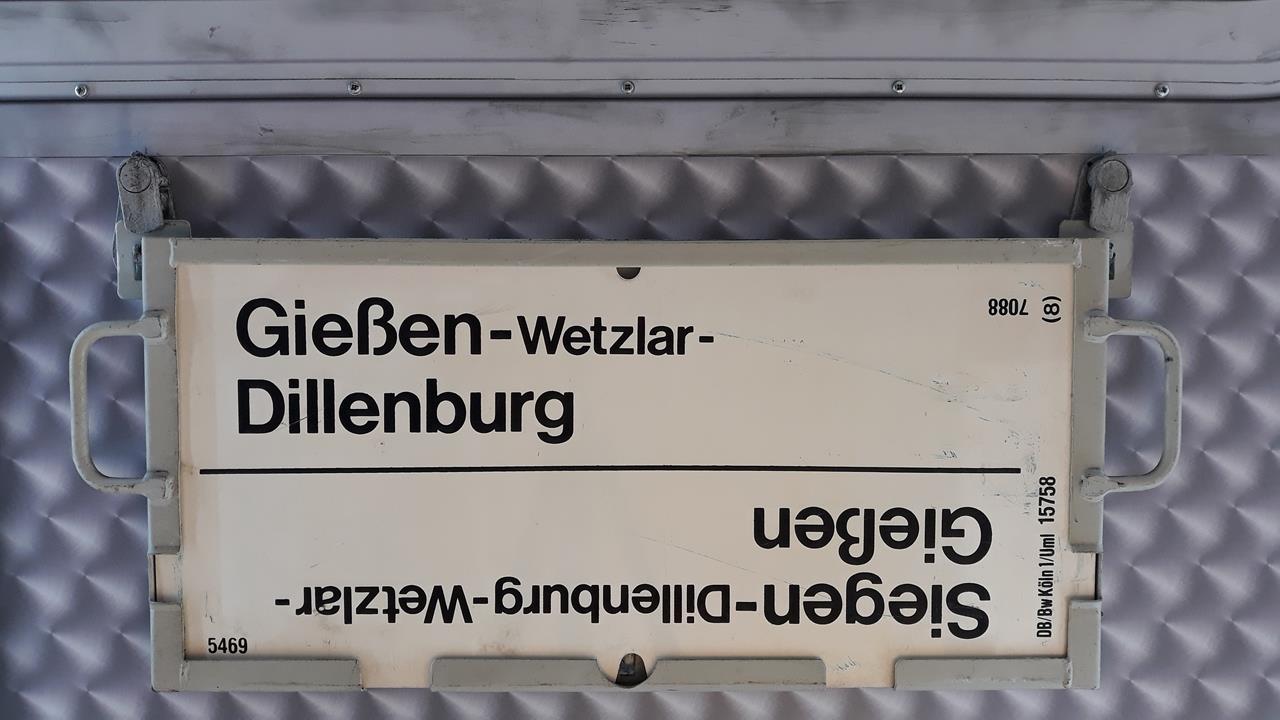 Gießen-Wetzlar-
Dillenburg
5469
Siegen-Dillenburg-Wetzlar-
Gießen
7088
(8)
DB/Bw Köln 1/Uml 15758